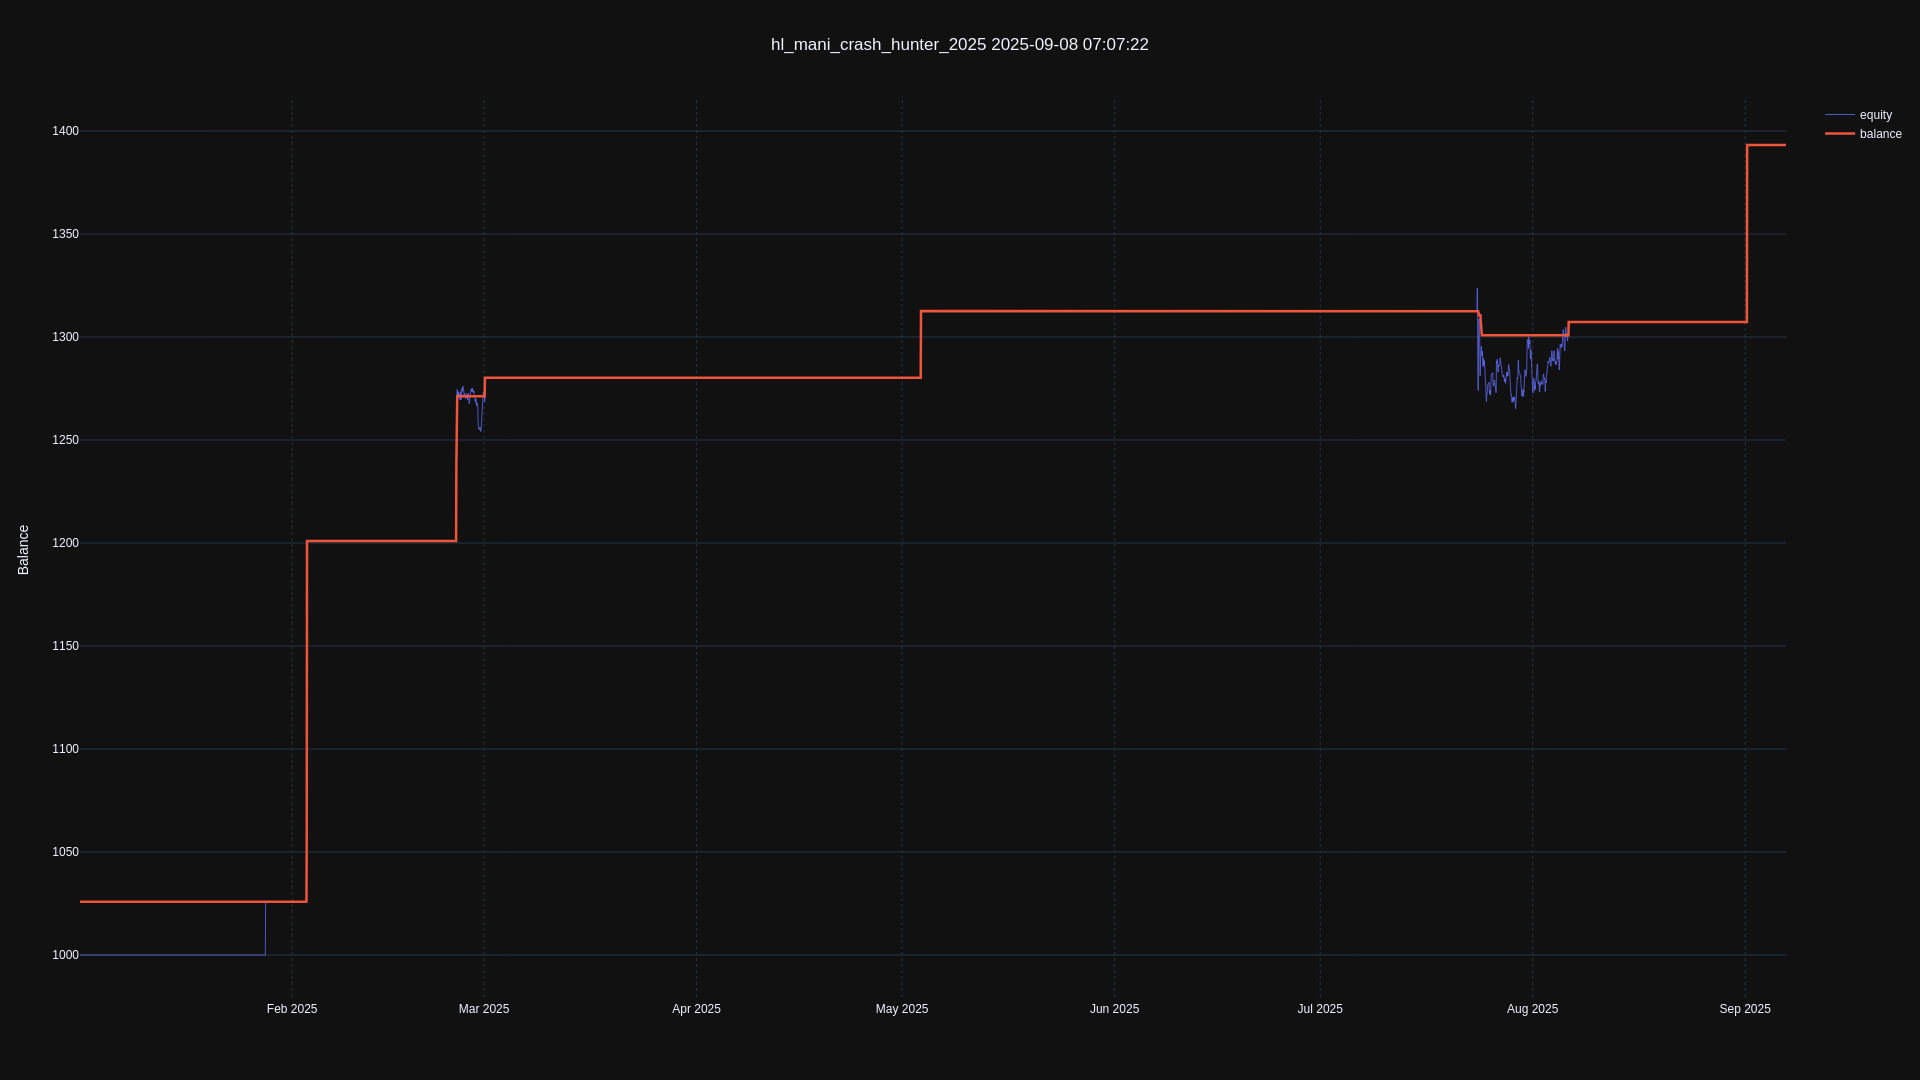 hl_mani_crash_hunter_2025 2025-09-08 07:07:22
equity
balance
1400
1350
1300
1250
1200
1150
1100
1050
1000
Balance
Feb 2025
Mar 2025
Apr 2025
May 2025
Jun 2025
Jul 2025
Aug 2025
Sep 2025